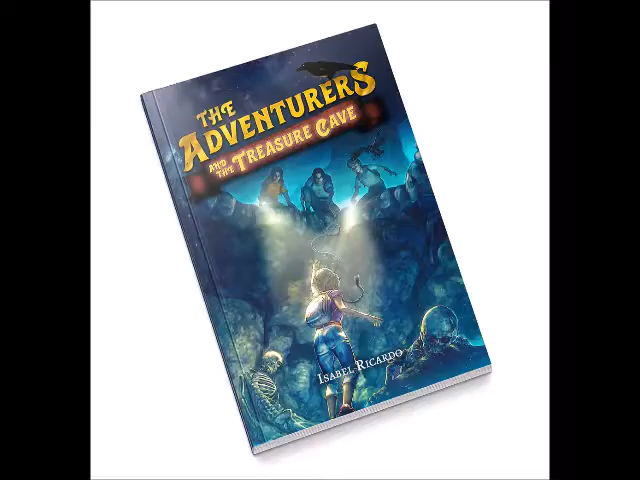 THE
ADVENTURERS
AND THE TREASURE CAVE
ISABEL RICARDO